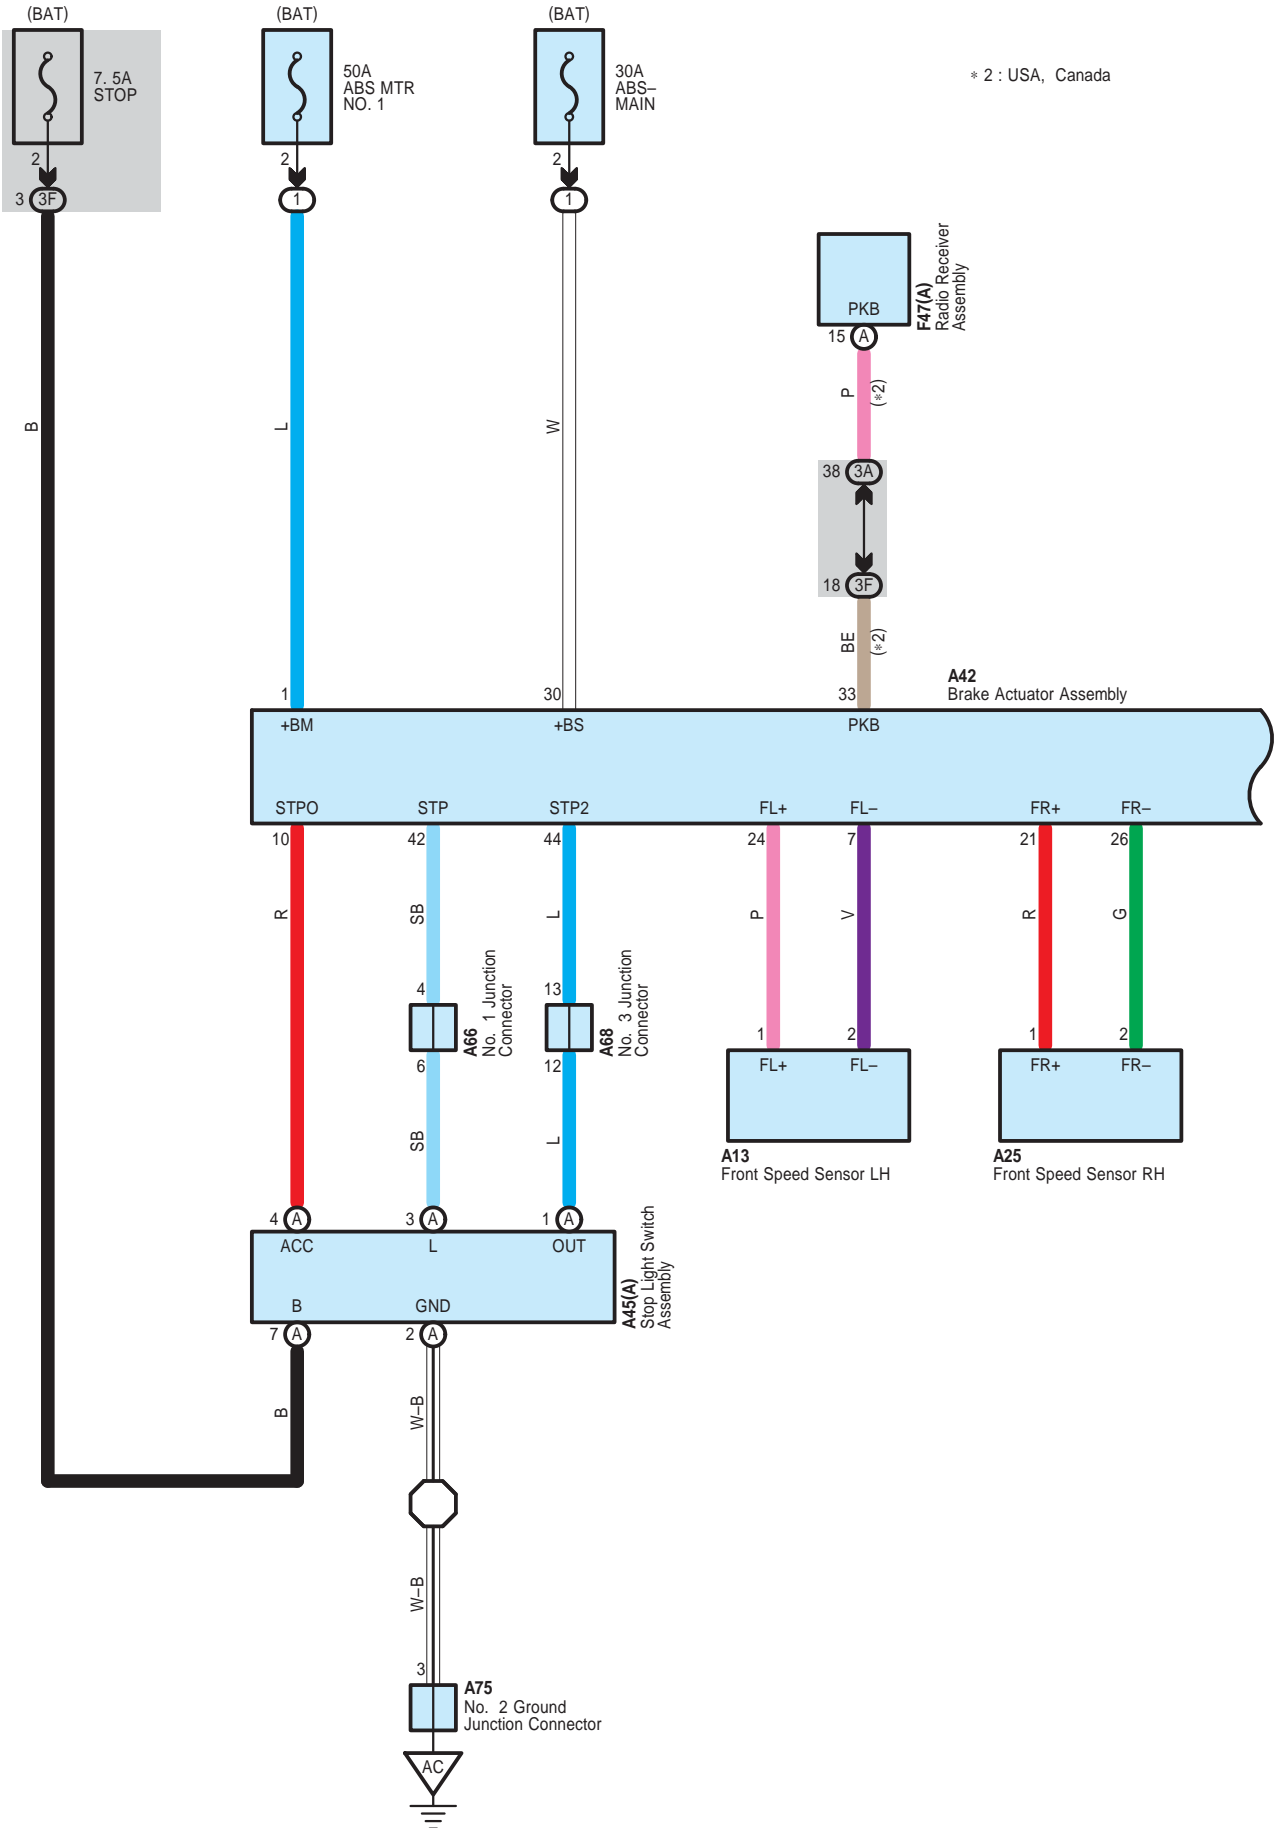 (BAT)
(BAT)
(BAT)
7. 5A
STOP
50A
ABS MTR
NO. 1
30A
ABS–
MAIN
∗ 2 : USA, Canada
2
2
2
3 3F
1
1
PKB
F47(A)
Radio Receiver
Assembly
15 A
B
L
W
P
(∗2)
38 3A
18 3F
BE
(∗2)
A42
Brake Actuator Assembly
1
30
33
+BM
+BS
PKB
STPO
STP
STP2
FL+
FL–
FR+
FR–
10
42
44
24
7
21
26
R
SB
L
P
V
R
G
4
13
A66
No. 1 Junction
Connector
A68
No. 3 Junction
Connector
6
12
1
2
1
2
FL+
FL–
FR+
FR–
A13
Front Speed Sensor LH
A25
Front Speed Sensor RH
SB
L
4 A
3 A
1 A
ACC
L
OUT
B
GND
A45(A)
Stop Light Switch
Assembly
7 A
2 A
B
W–B
W–B
3
A75
No. 2 Ground
Junction Connector
AC